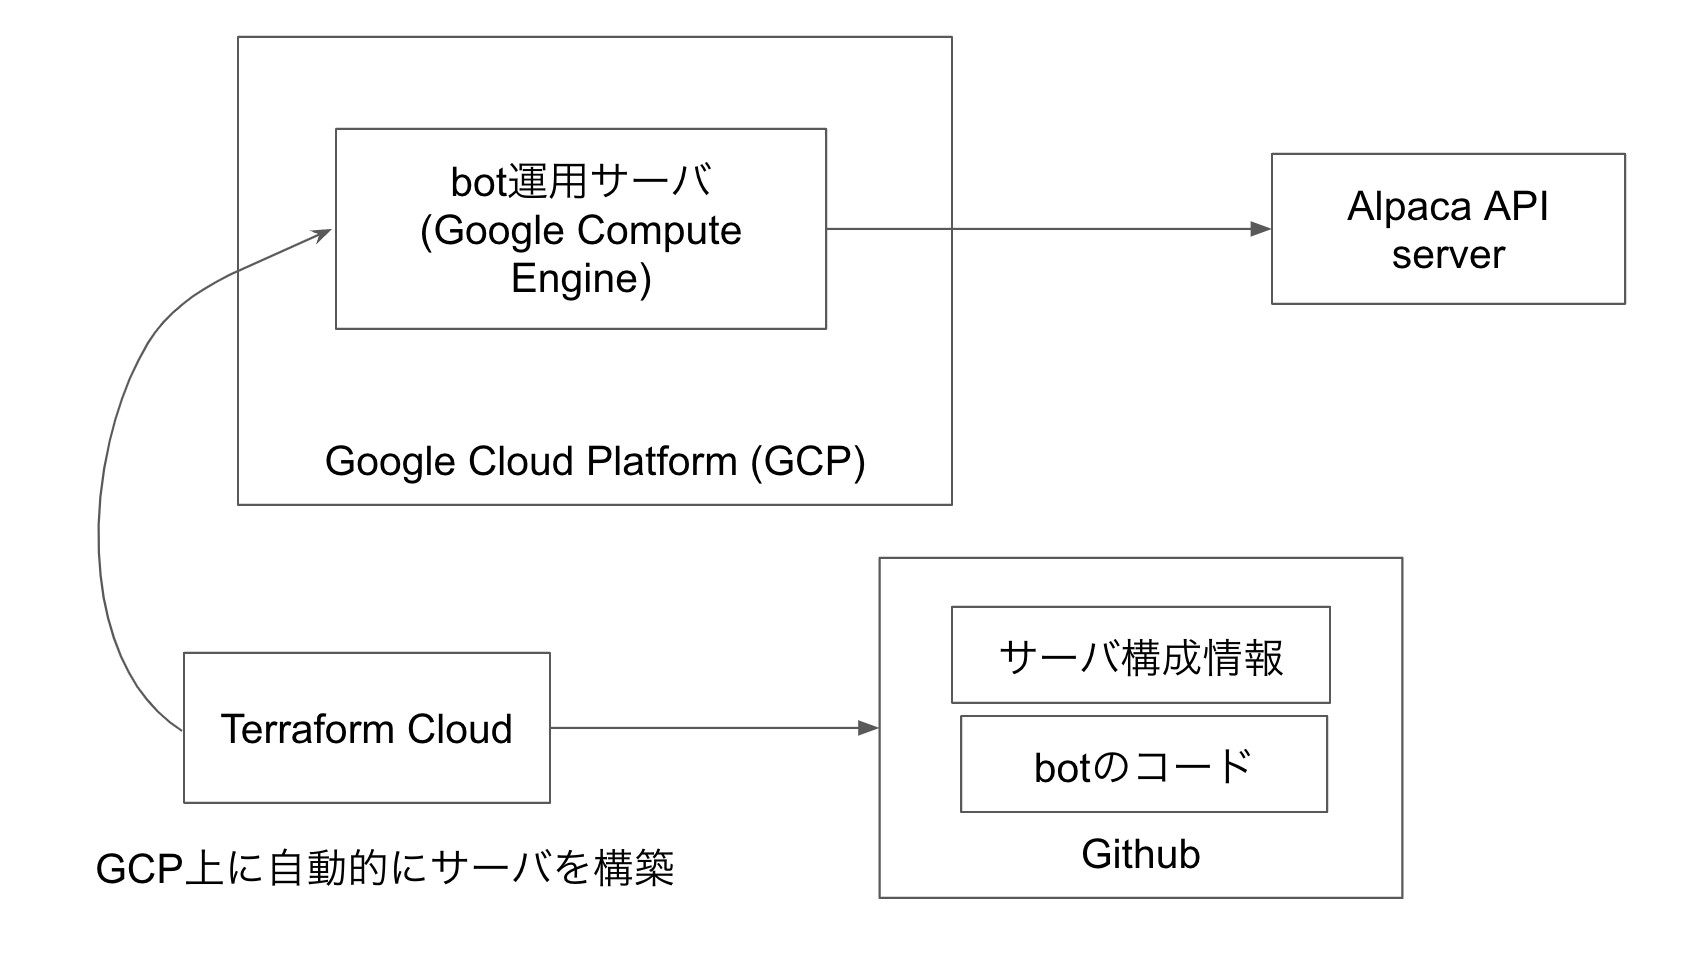 bot運用サーバ
(Google Compute
Engine)
Alpaca API
server
Google Cloud Platform (GCP)
サーバ構成情報
Terraform Cloud
botのコード
Github
GCP上に自動的にサーバを構築